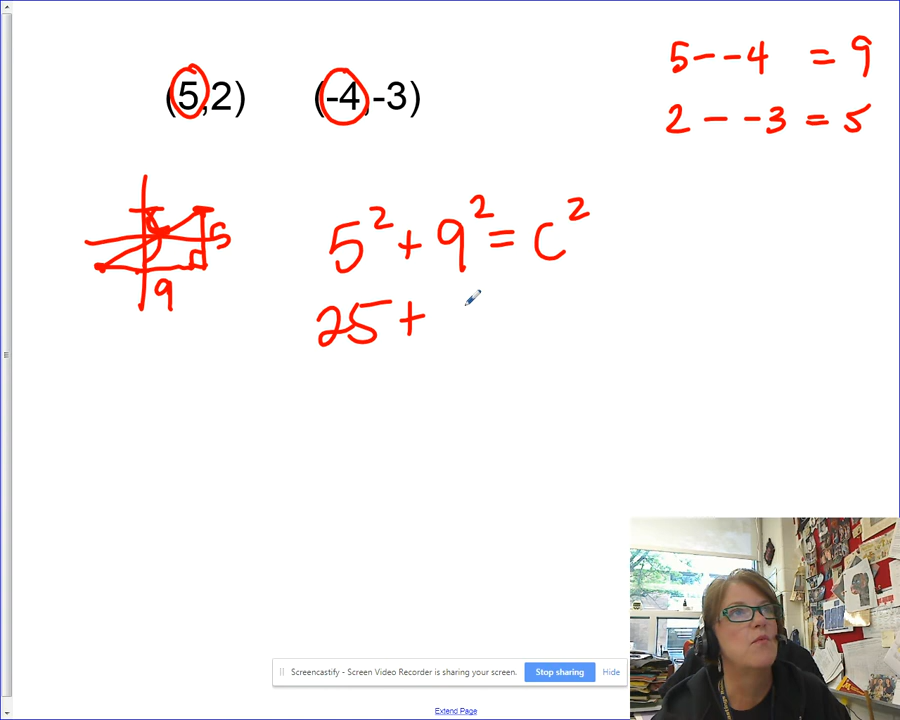 (5,2) (-4,-3)
5 - -4 = 9
2 - -3 = 5
5
9
5² + 9² = c²
25 +
Screencastify - Screen Video Recorder is sharing your screen. Stop sharing Hide
Extend Page